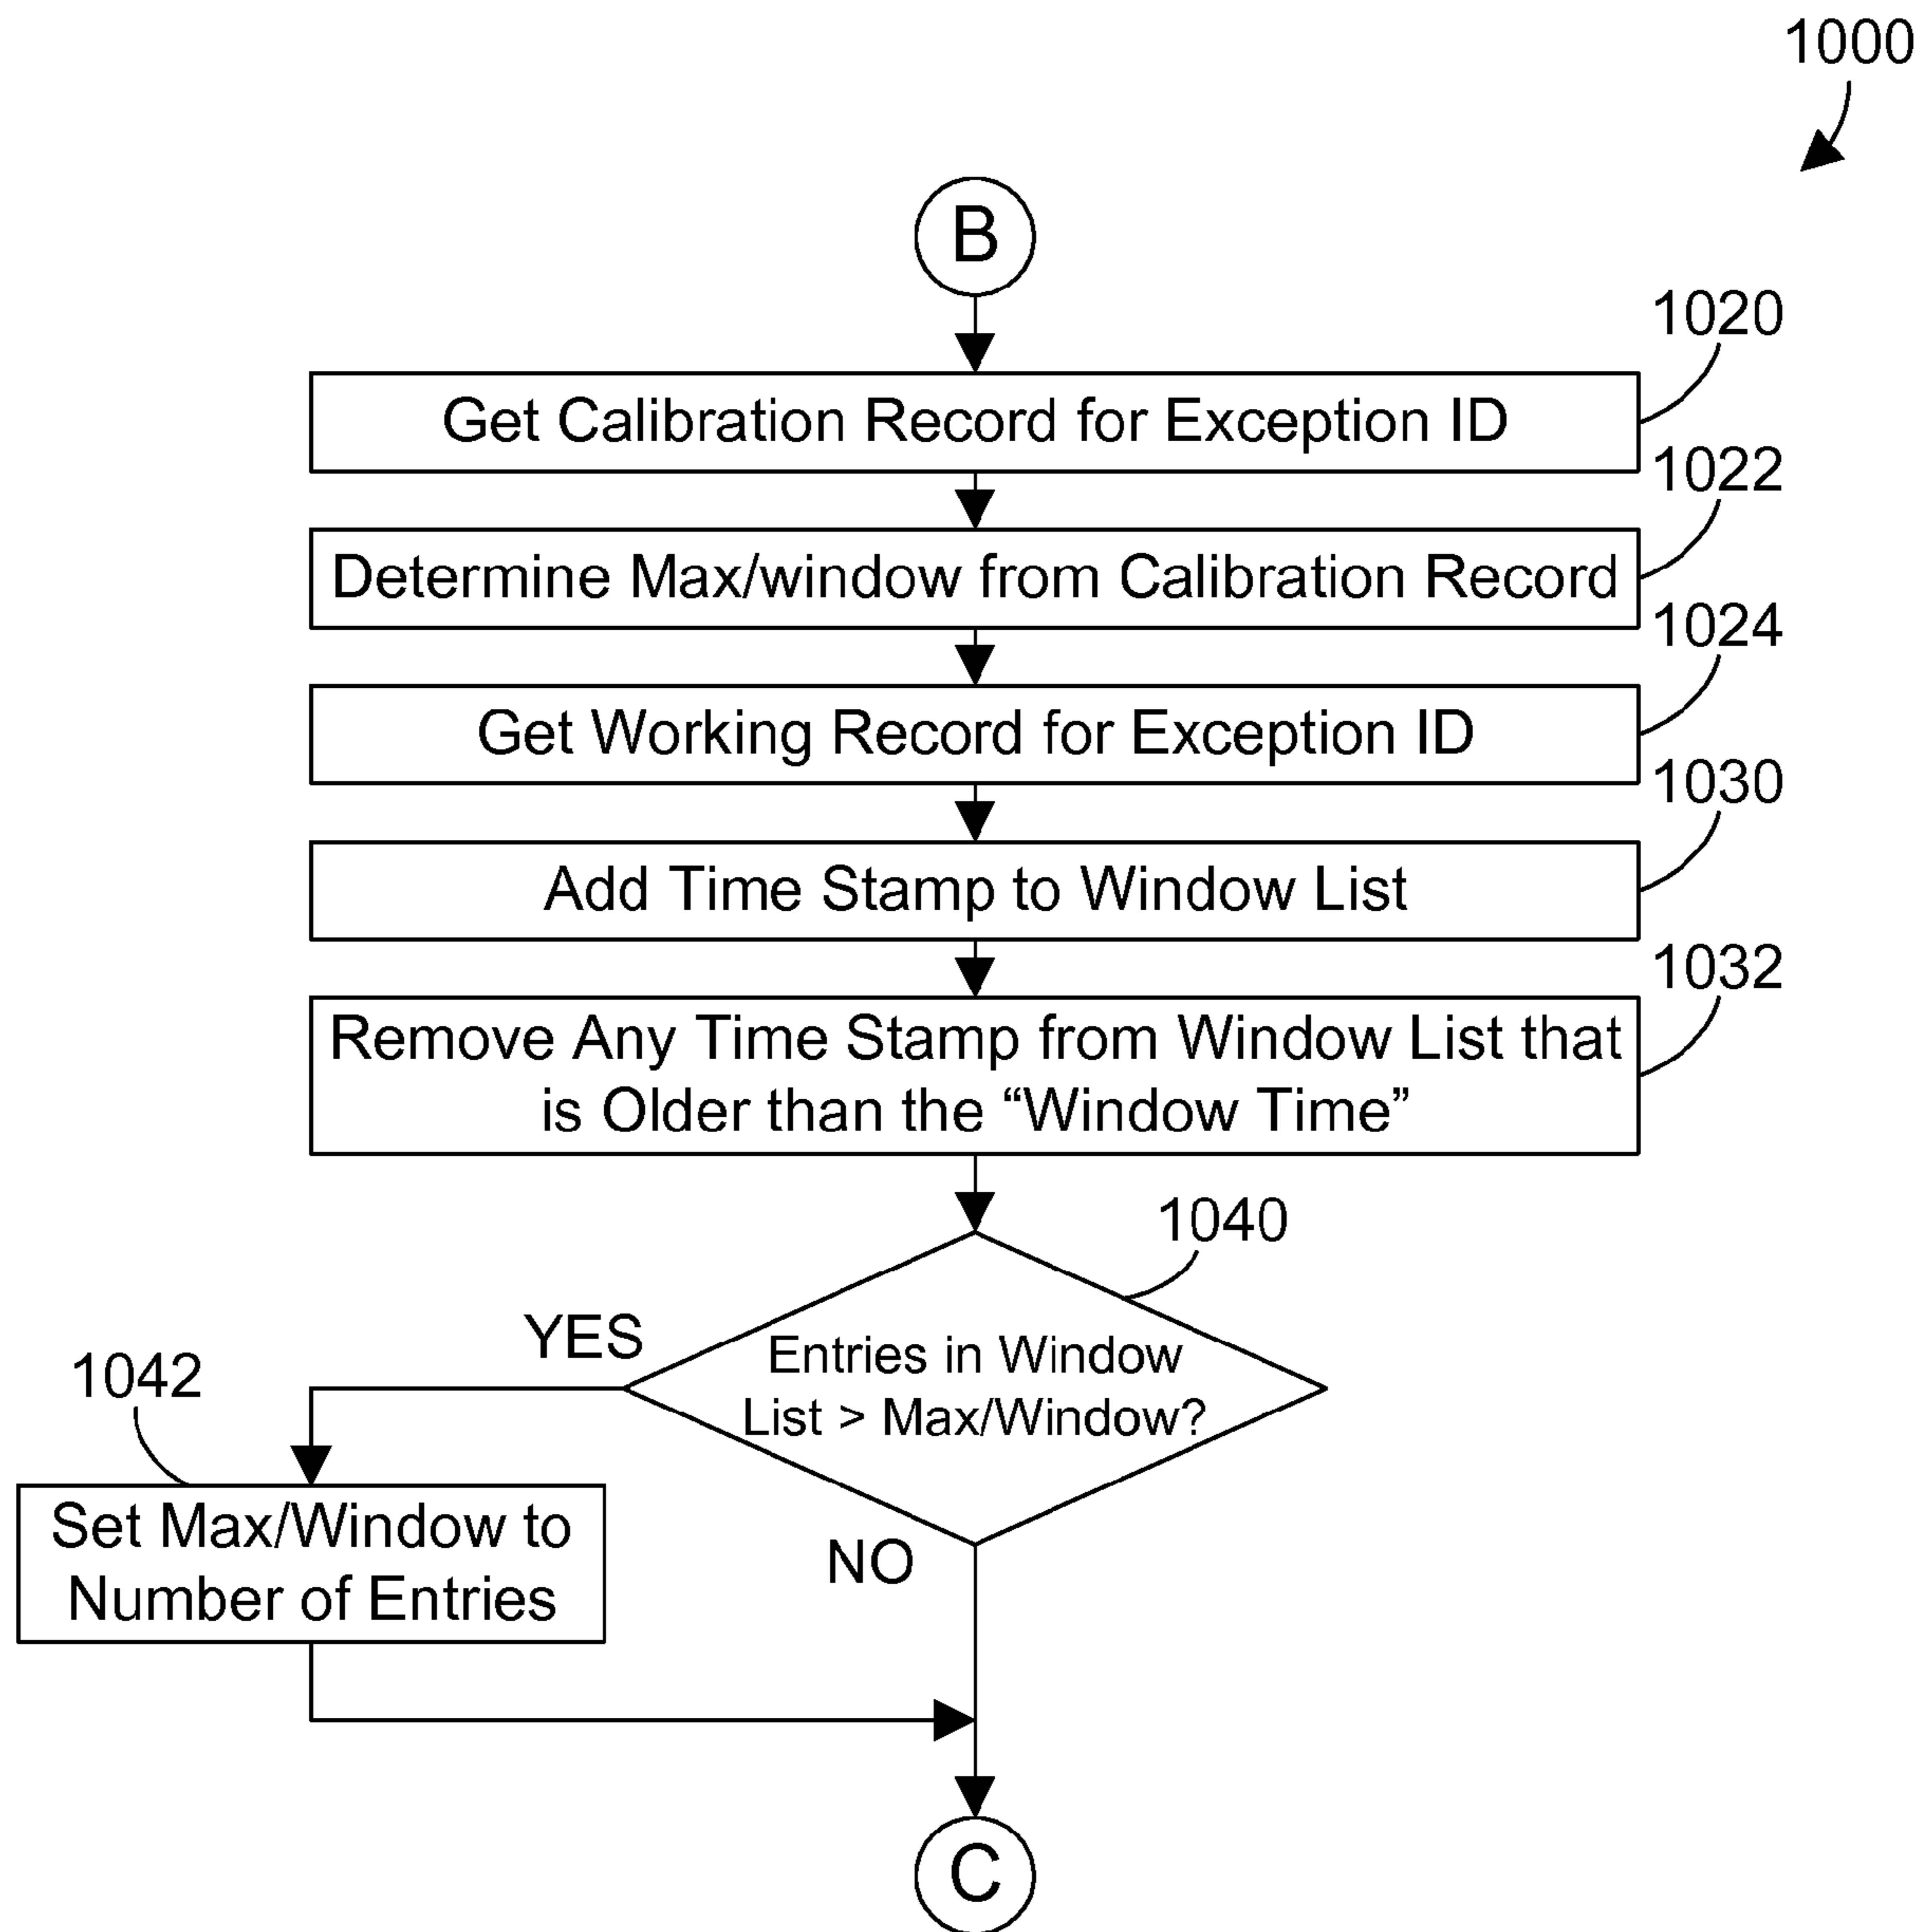 1000
B
1020
Get Calibration Record for Exception ID
1022
Determine Max/window from Calibration Record
1024
Get Working Record for Exception ID
1030
Add Time Stamp to Window List
1032
Remove Any Time Stamp from Window List that
is Older than the “Window Time”
1040
YES
Entries in Window
List > Max/Window?
1042
Set Max/Window to
Number of Entries
NO
C